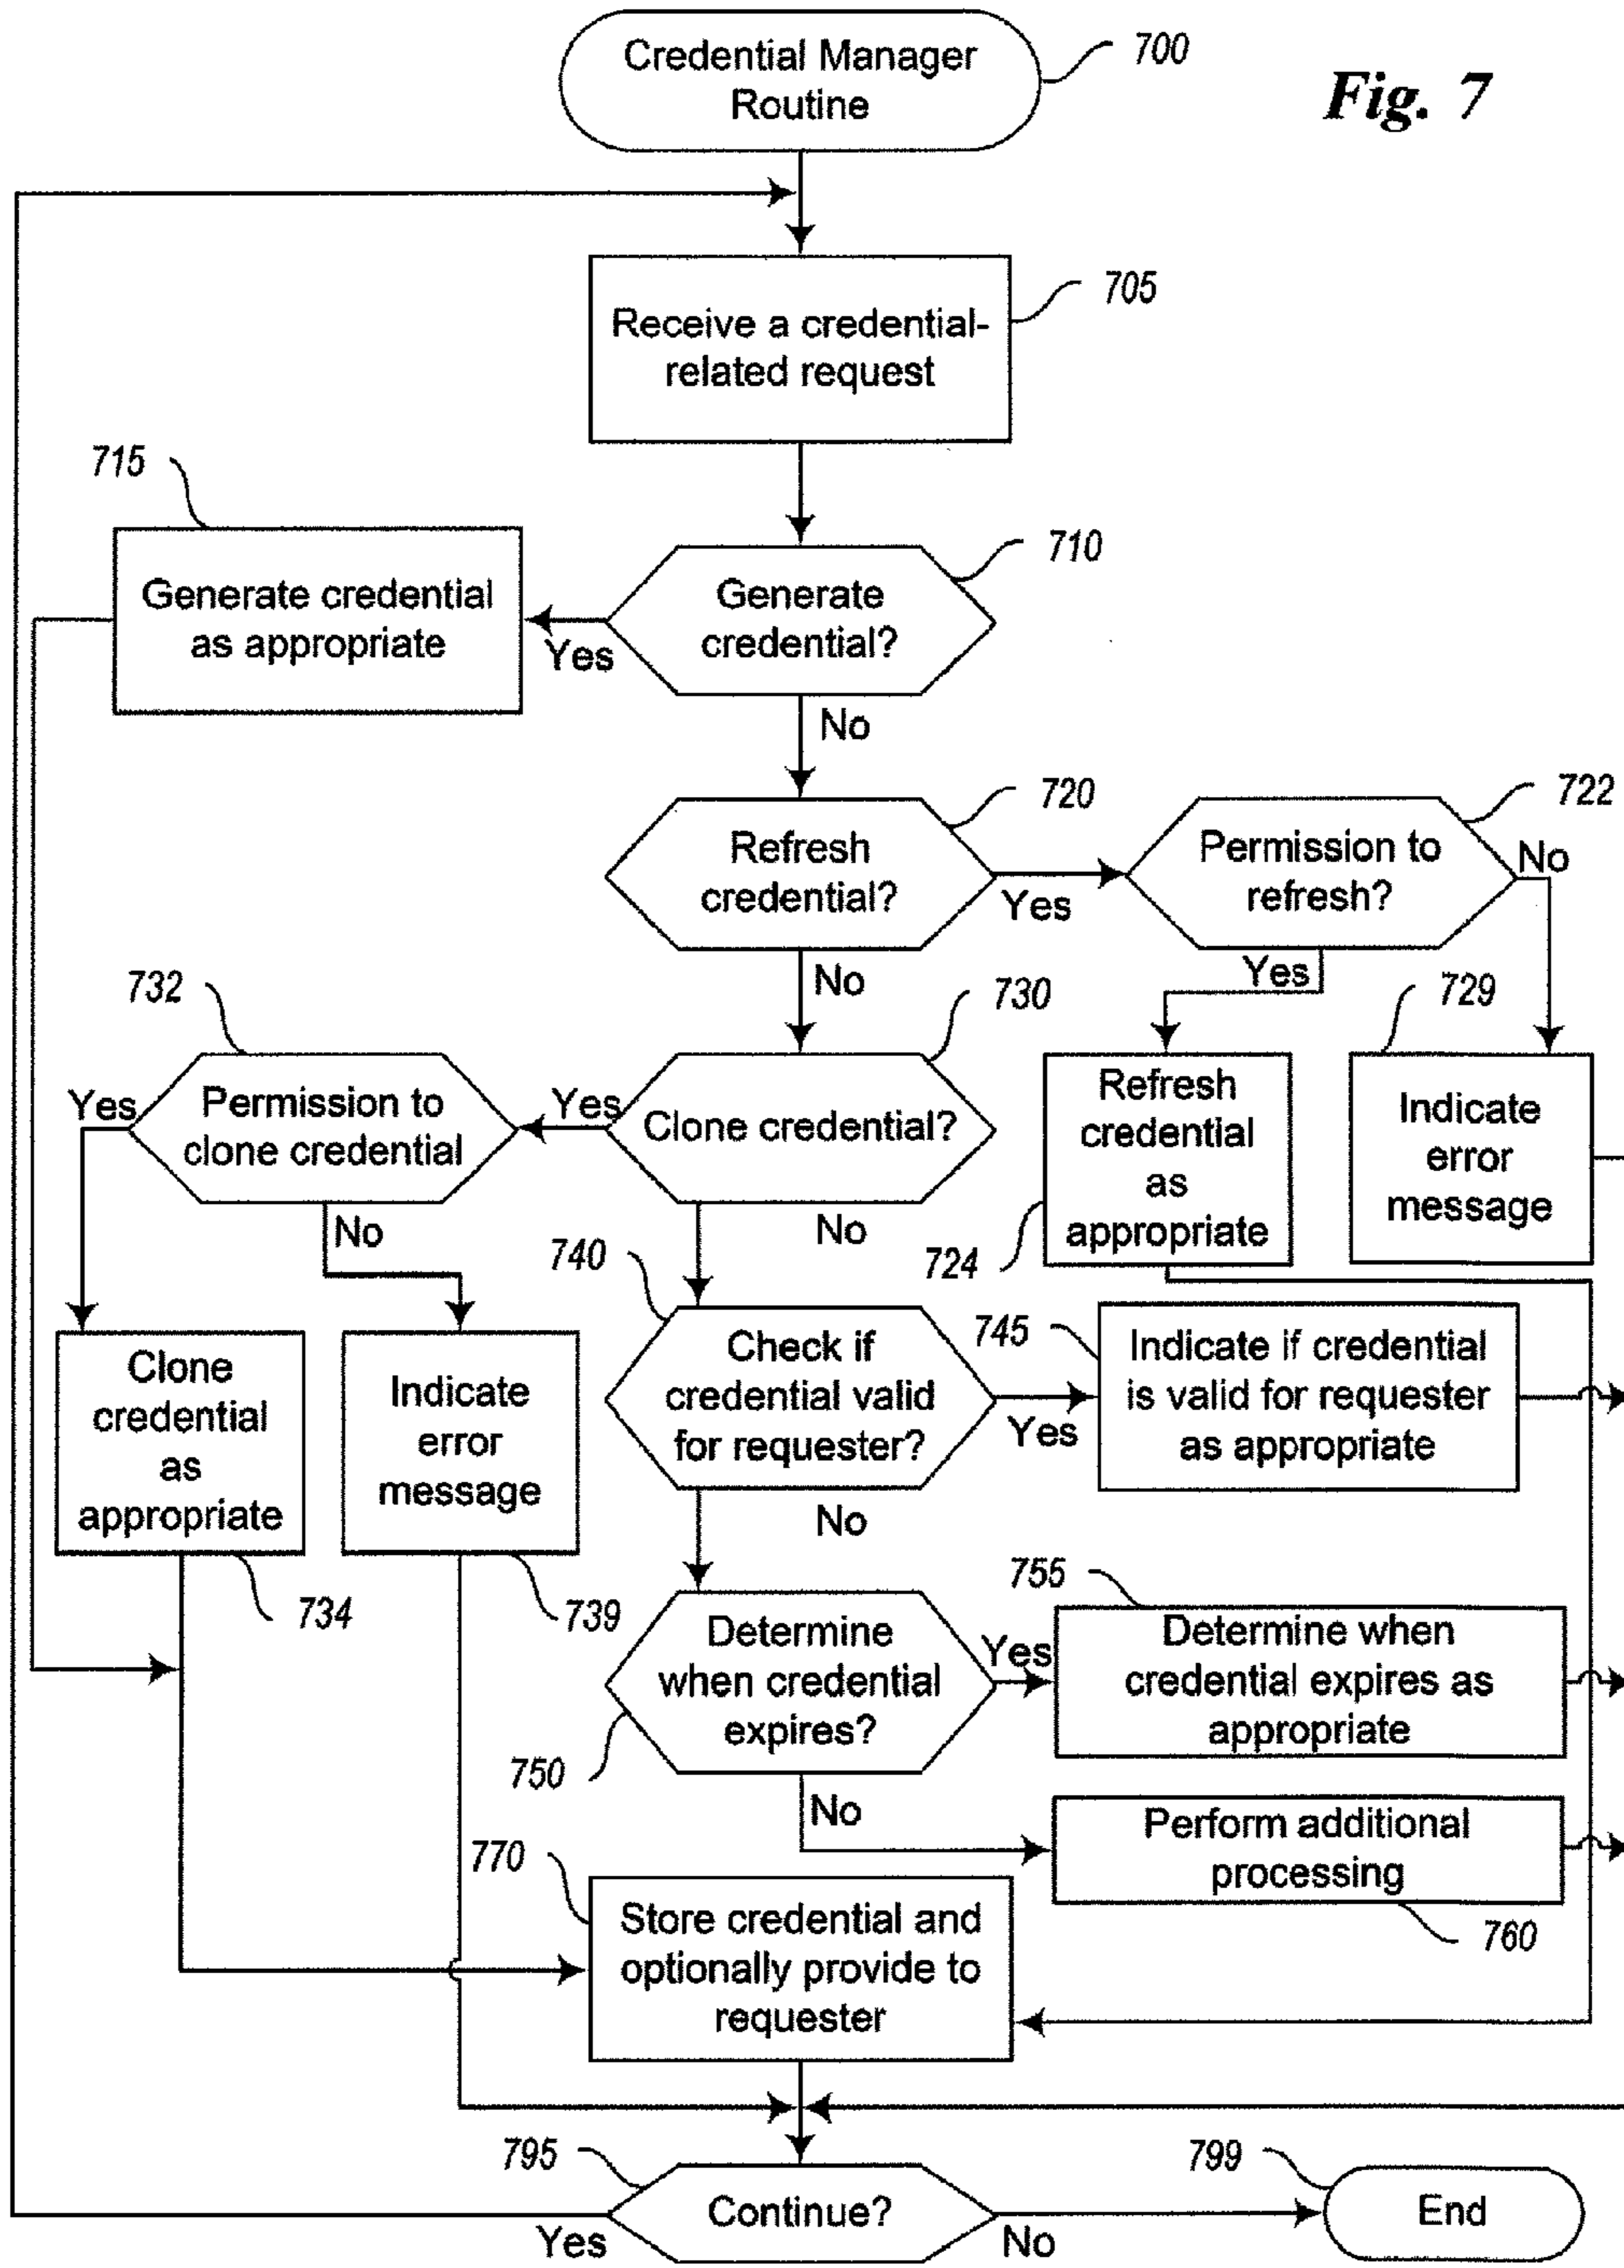 Credential Manager
Routine
700
Fig. 7
Receive a credential-
related request
705
715
Generate credential
as appropriate
Yes
Generate
credential?
710
No
Refresh
credential?
720
Yes
Permission to
refresh?
722
No
Yes
No
732
730
729
Yes
Permission to
clone credential
Yes
Clone credential?
Refresh
credential
as
appropriate
724
Indicate
error
message
No
No
740
Clone
credential
as
appropriate
734
Indicate
error
message
739
Check if
credential valid
for requester?
Yes
745
Indicate if credential
is valid for requester
as appropriate
No
Determine
when credential
expires?
750
Yes
755
Determine when
credential expires as
appropriate
No
Perform additional
processing
760
770
Store credential and
optionally provide to
requester
795
Continue?
Yes
No
799
End